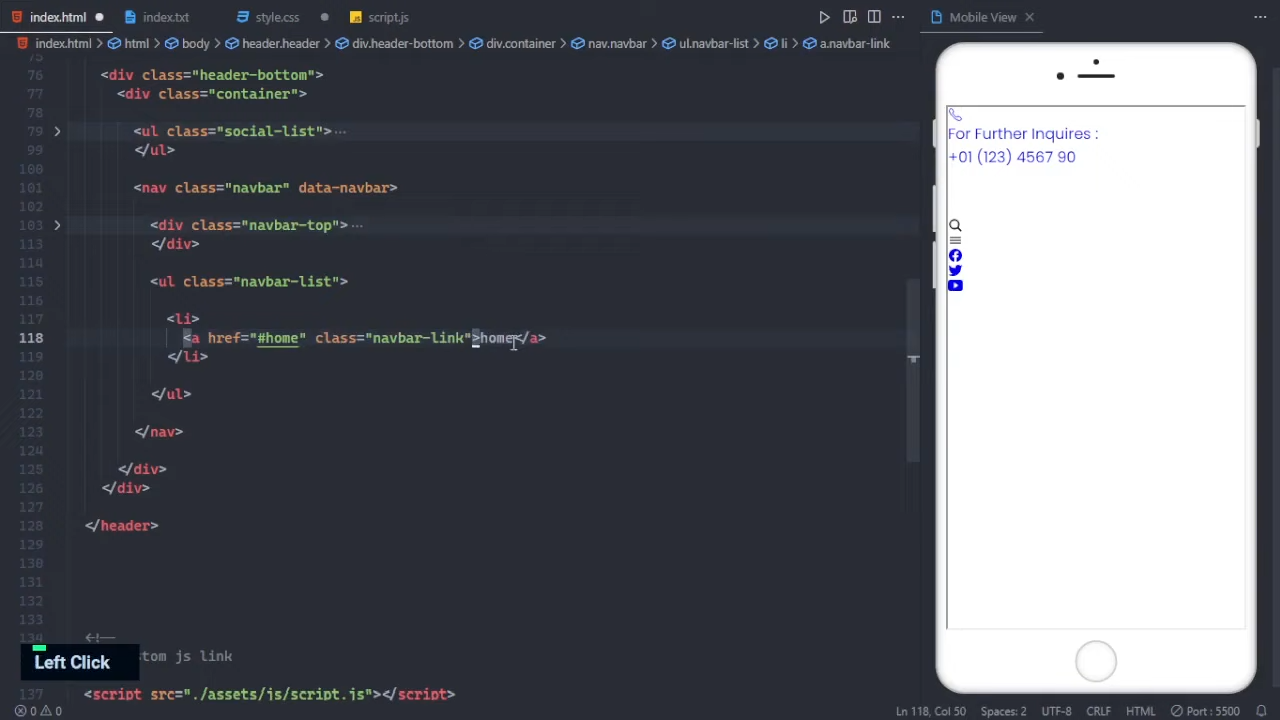 index.html
index.txt
style.css
script.js
Mobile View
index.html
html
body
header.header
div.header-bottom
div.container
nav.navbar
ul.navbar-list
li
a.navbar-link
76 <div class="header-bottom">
77 <div class="container">
78
79 <ul class="social-list">
99 </ul>
100
101 <nav class="navbar" data-navbar>
102
103 <div class="navbar-top">
113 </div>
114
115 <ul class="navbar-list">
116
117 <li>
118 <a href="#home" class="navbar-link">home</a>
119 </li>
120
121 </ul>
122
123 </nav>
124
125 </div>
126 </div>
127
128 </header>
129
130
131
132
133
134 <!--
tom js link
137 <script src="./assets/js/script.js"></script>
Left Click
For Further Inquires :
+01 (123) 4567 90
0 0
Ln 118, Col 50
Spaces: 2
UTF-8
CRLF
HTML
Port : 5500